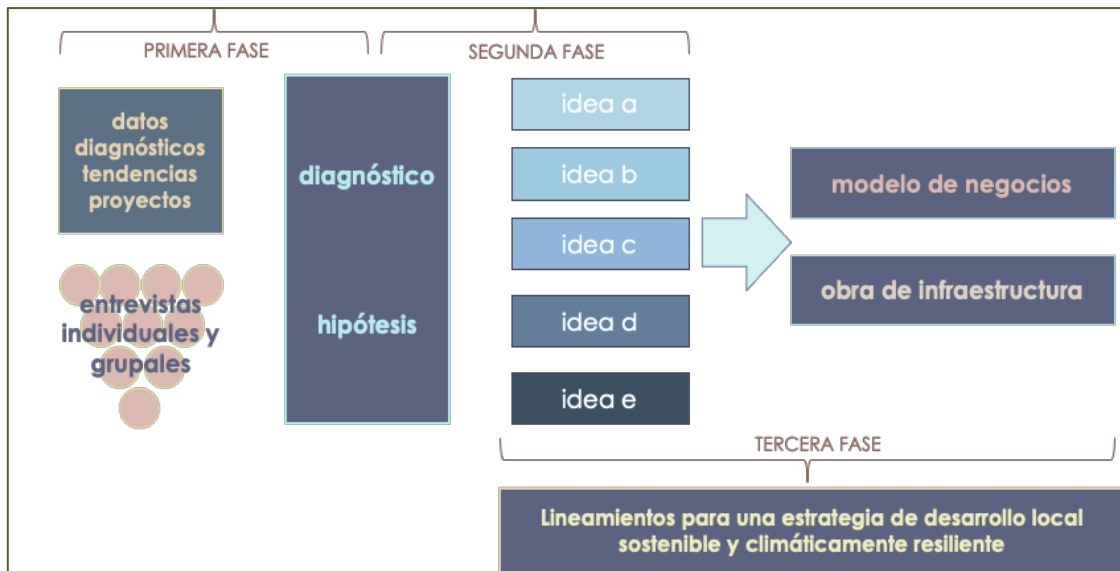 PRIMERA FASE
SEGUNDA FASE
datos
diagnósticos
tendencias
proyectos
entrevistas
individuales y
grupales
diagnóstico
hipótesis
idea a
idea b
idea c
idea d
idea e
modelo de negocios
obra de infraestructura
TERCERA FASE
Lineamientos para una estrategia de desarrollo local
sostenible y climáticamente resiliente